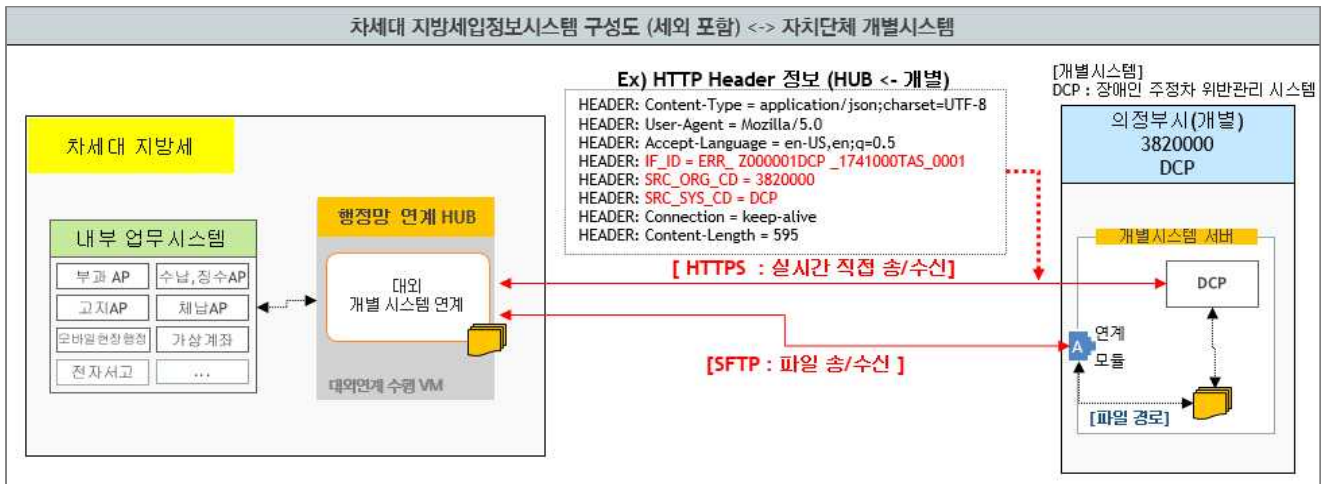 차세대 지방세입정보시스템 구성도 (세외 포함) <-> 자치단체 개별시스템
Ex) HTTP Header 정보 (HUB <- 개별)
HEADER: Content-Type = application/json;charset=UTF-8
HEADER: User-Agent = Mozilla/5.0
HEADER: Accept-Language = en-US,en;q=0.5
HEADER: IF_ID = ERR_ Z000001DCP _1741000TAS_0001
HEADER: SRC_ORG_CD = 3820000
HEADER: SRC_SYS_CD = DCP
HEADER: Connection = keep-alive
HEADER: Content-Length = 595
[개별시스템]
DCP : 장애인 주정차 위반관리 시스템
의정부시(개별)
3820000
DCP
차세대 지방세
내부 업무시스템
부과 AP
수납,징수AP
고지AP
체납AP
모바일현장행정
가상계좌
전자서고
...
행정망 연계 HUB
대외
개별 시스템 연계
대외연계 수행 VM
[ HTTPS : 실시간 직접 송/수신]
[SFTP : 파일 송/수신 ]
개별시스템 서버
DCP
A
연계
모듈
[파일 경로]